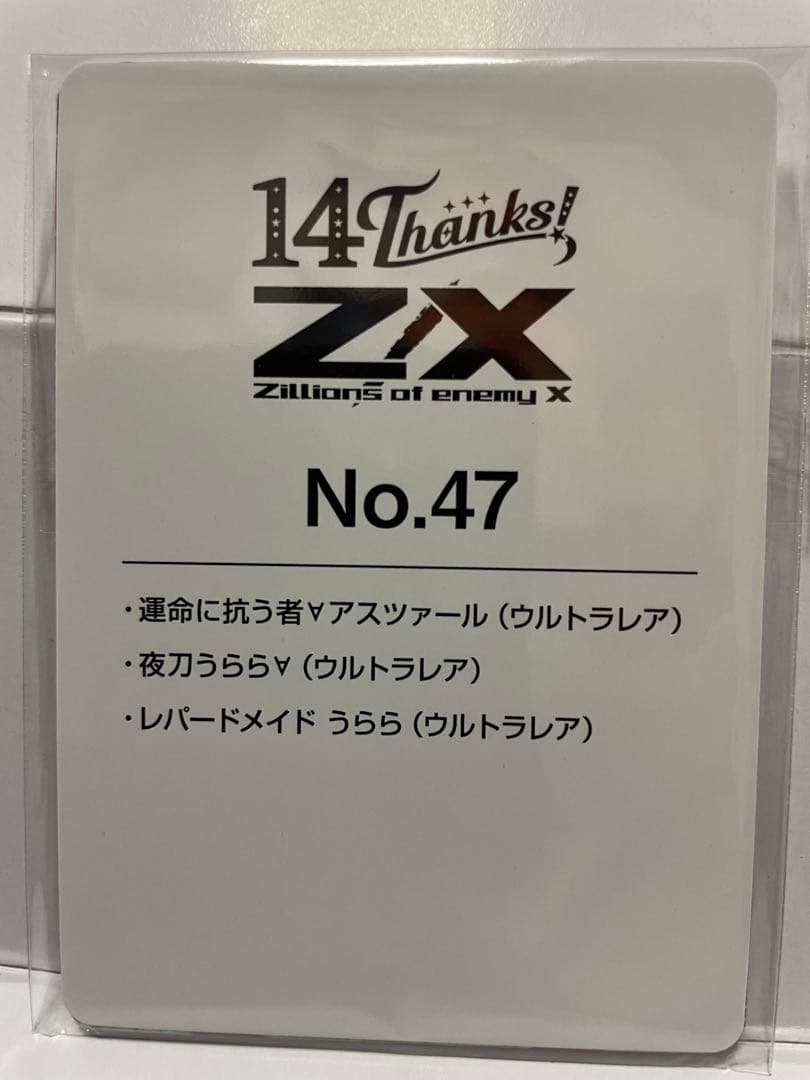 14 Thanks!
Z/X
Zillions of enemy X
No.47
・運命に抗う者∀アスツァール（ウルトラレア）
・夜刀うらら∀（ウルトラレア）
・レパードメイド うらら（ウルトラレア）